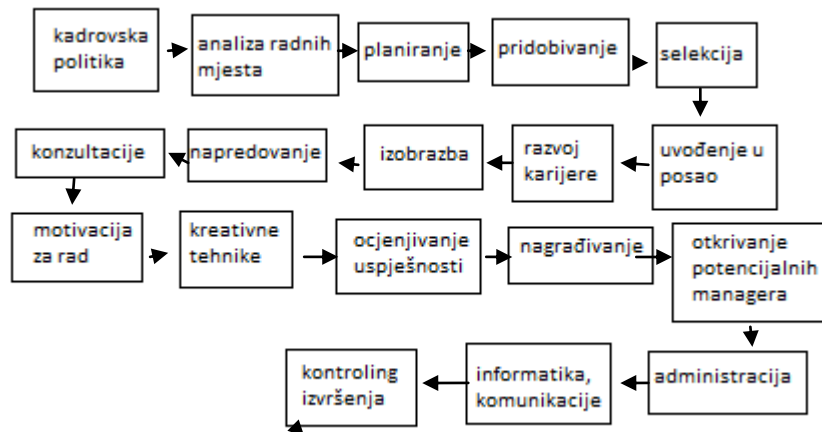 kadrovska
politika
analiza radnih
mjesta
planiranje
pridobivanje
selekcija
uvođenje u
posao
razvoj
karijere
izobrazba
napredovanje
konzultacije
motivacija
za rad
kreativne
tehnike
ocjenjivanje
uspješnosti
nagrađivanje
otkrivanje
potencijalnih
managera
administracija
informatika,
komunikacije
kontroling
izvršenja